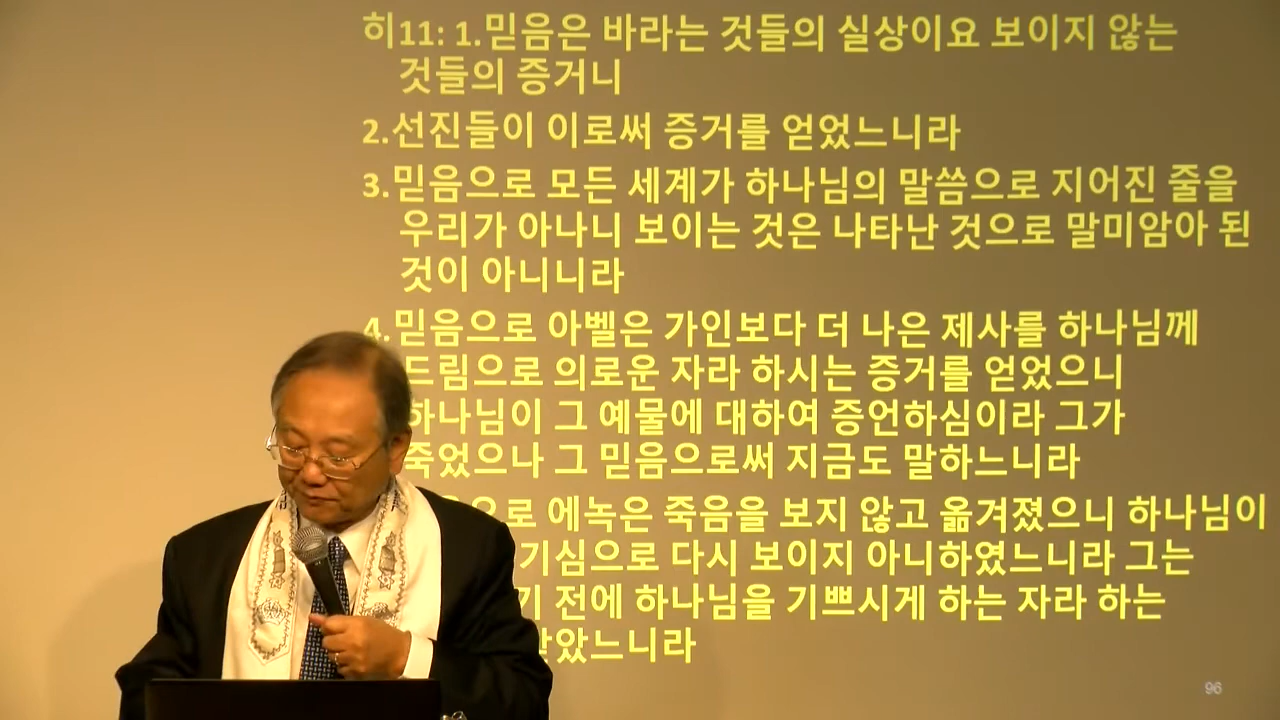 히11: 1.믿음은 바라는 것들의 실상이요 보이지 않는
것들의 증거니
2.선진들이 이로써 증거를 얻었느니라
3.믿음으로 모든 세계가 하나님의 말씀으로 지어진 줄을
우리가 아나니 보이는 것은 나타난 것으로 말미암아 된
것이 아니니라
4.믿음으로 아벨은 가인보다 더 나은 제사를 하나님께
드림으로 의로운 자라 하시는 증거를 얻었으니
하나님이 그 예물에 대하여 증언하심이라 그가
죽었으나 그 믿음으로써 지금도 말하느니라
으로 에녹은 죽음을 보지 않고 옮겨졌으니 하나님이
기심으로 다시 보이지 아니하였느니라 그는
기 전에 하나님을 기쁘시게 하는 자라 하는
았느니라
96